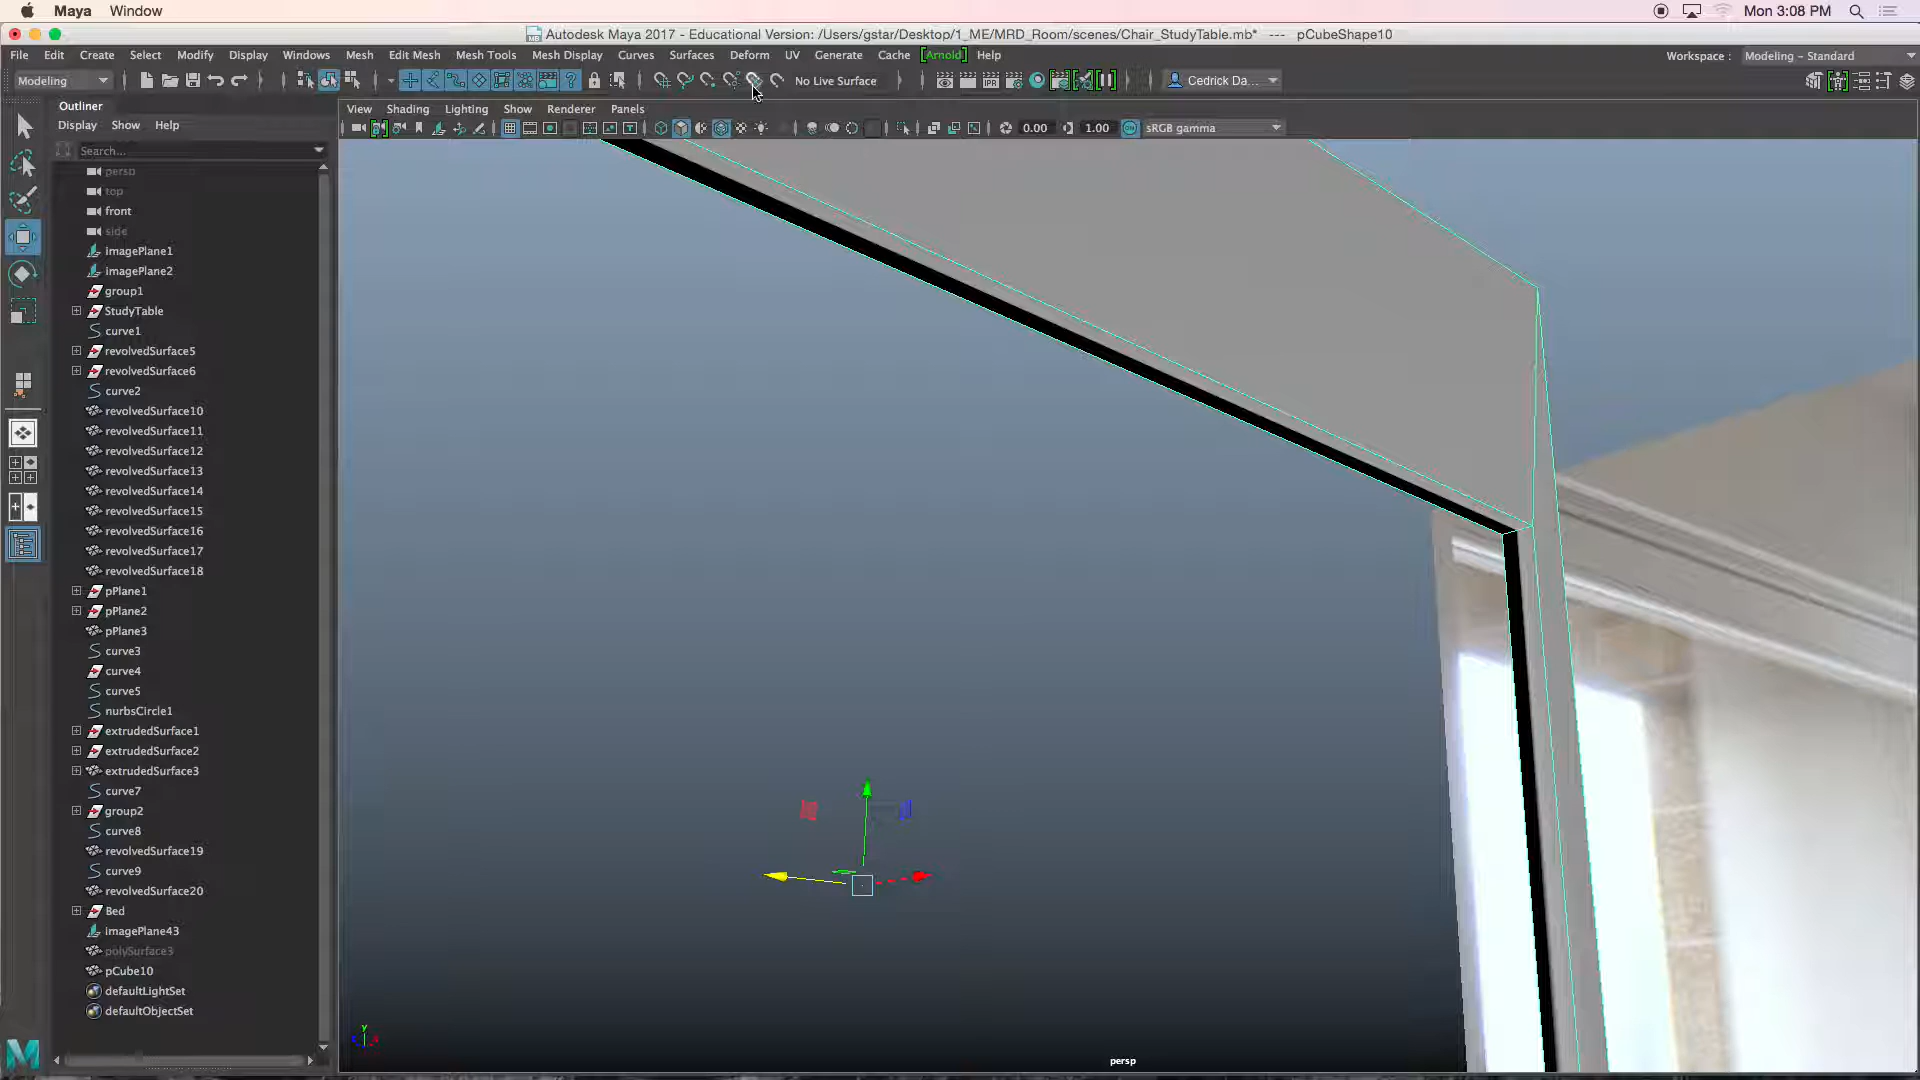 Maya Window Mon 3:08 PM
Autodesk Maya 2017 - Educational Version: /Users/gstar/Desktop/1_ME/MRD_Room/scenes/Chair_StudyTable.mb* --- pCubeShape10
File Edit Create Select Modify Display Windows Mesh Edit Mesh Mesh Tools Mesh Display Curves Surfaces Deform UV Generate Cache [Arnold] Help Workspace : Modeling - Standard
Modeling No Live Surface Cedrick Da...
Outliner
View Shading Lighting Show Renderer Panels
Display Show Help
0.00 1.00 sRGB gamma
Search...
persp
top
front
side
imagePlane1
imagePlane2
group1
StudyTable
curve1
revolvedSurface5
revolvedSurface6
curve2
revolvedSurface10
revolvedSurface11
revolvedSurface12
revolvedSurface13
revolvedSurface14
revolvedSurface15
revolvedSurface16
revolvedSurface17
revolvedSurface18
pPlane1
pPlane2
pPlane3
curve3
curve4
curve5
nurbsCircle1
extrudedSurface1
extrudedSurface2
extrudedSurface3
curve7
group2
curve8
revolvedSurface19
curve9
revolvedSurface20
Bed
imagePlane43
polySurface3
pCube10
defaultLightSet
defaultObjectSet
y
persp